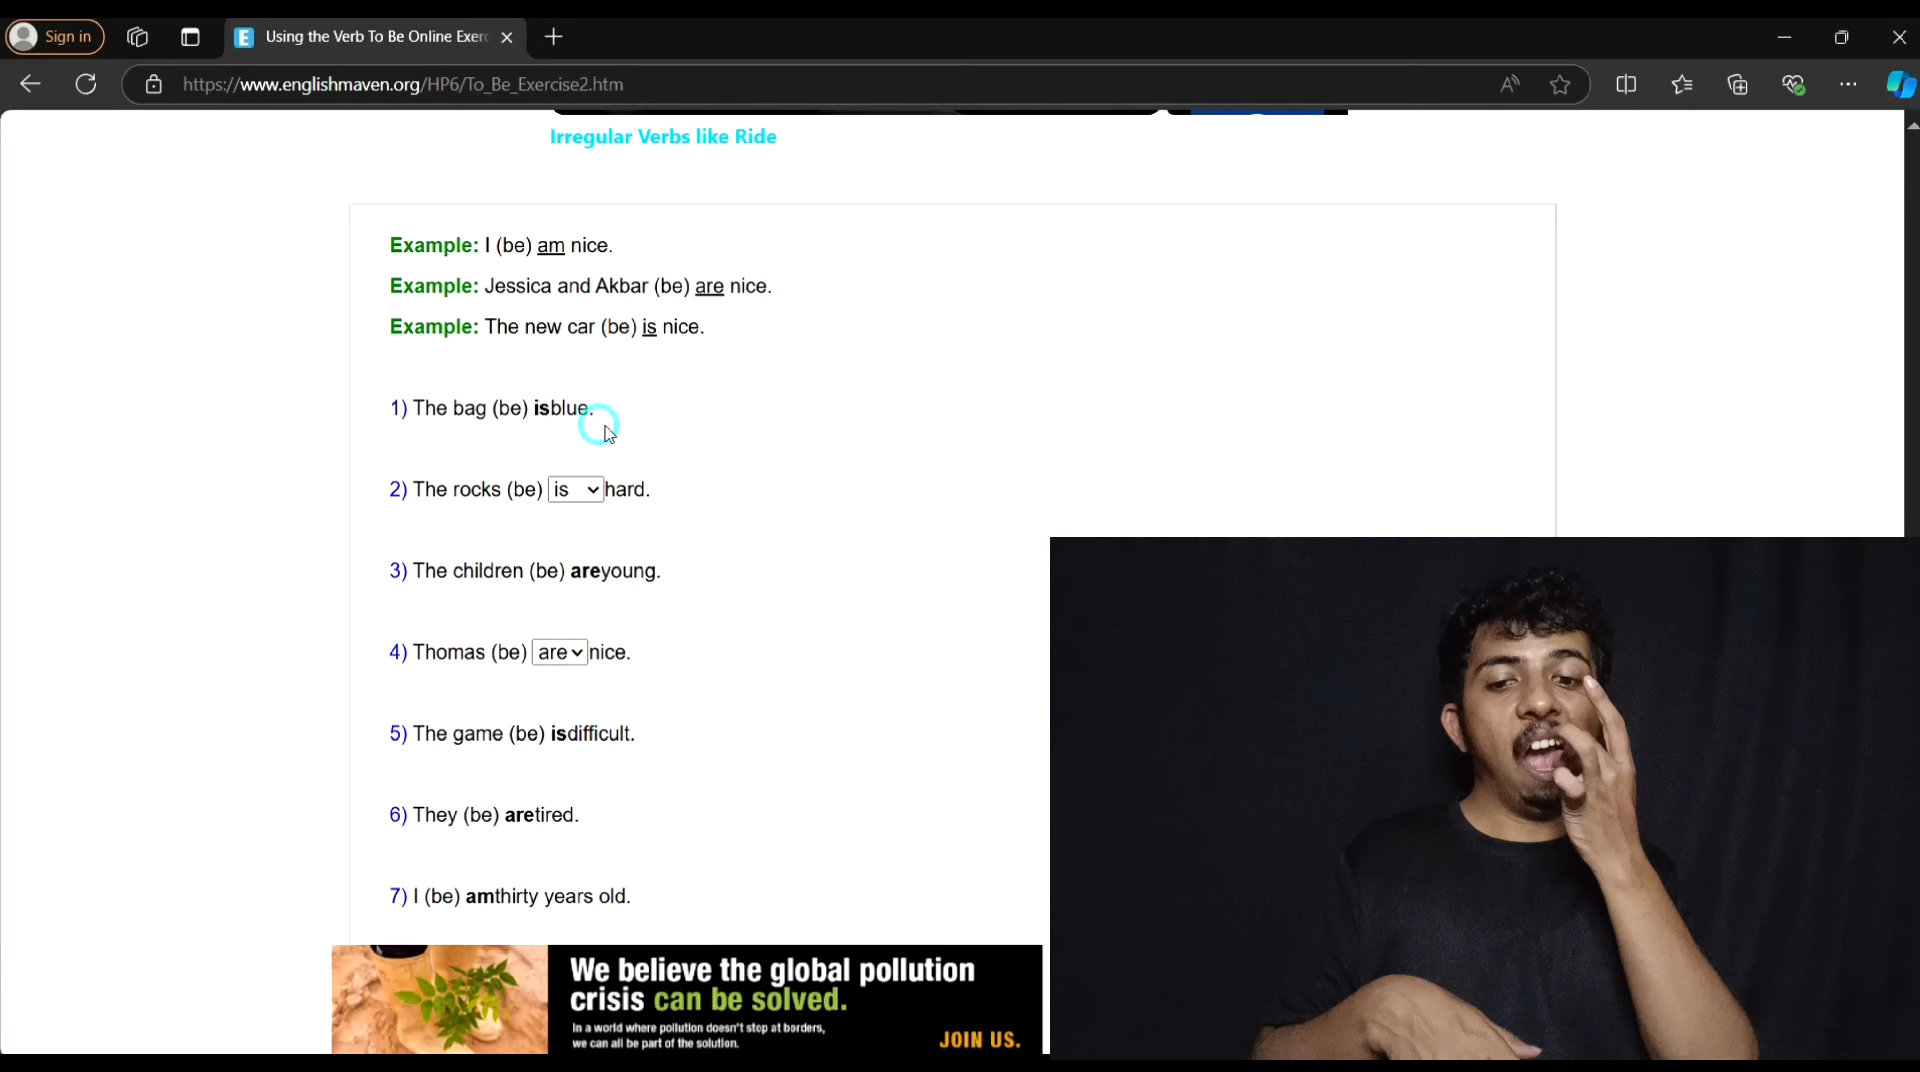 Sign in
Using the Verb To Be Online Exer
https://www.englishmaven.org/HP6/To_Be_Exercise2.htm
Irregular Verbs like Ride
Example: I (be) am nice.
Example: Jessica and Akbar (be) are nice.
Example: The new car (be) is nice.
1) The bag (be) isblue.
2) The rocks (be) is hard.
3) The children (be) areyoung.
4) Thomas (be) are nice.
5) The game (be) isdifficult.
6) They (be) aretired.
7) I (be) amthirty years old.
We believe the global pollution
crisis can be solved.
In a world where pollution doesn't stop at borders,
we can all be part of the solution.
JOIN US.